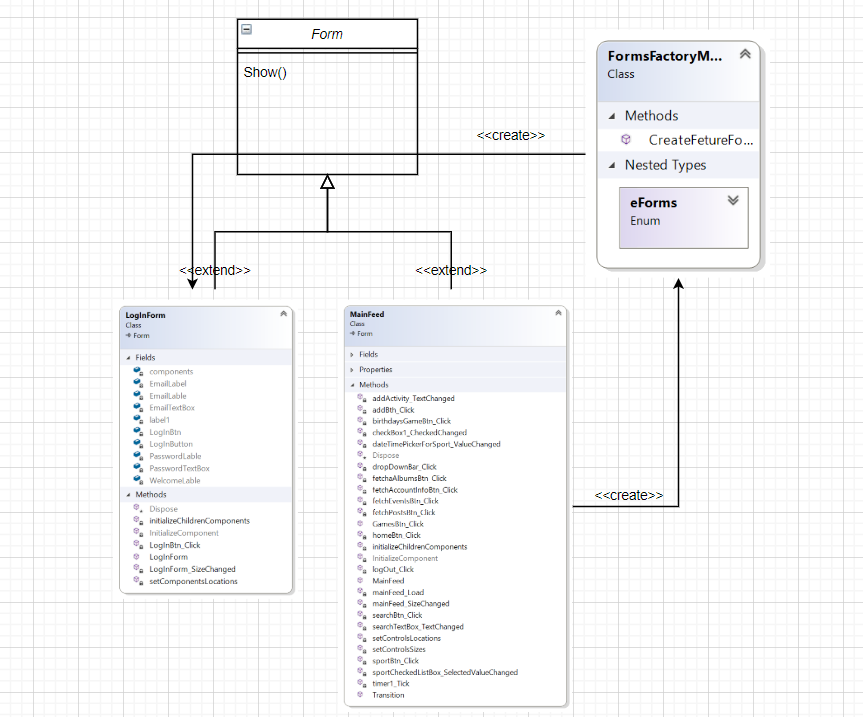 Form
Show()
FormsFactoryM...
Class
Methods
CreateFetureFo...
Nested Types
eForms
Enum
<<create>>
<<extend>>
<<extend>>
LogInForm
Class
Form
Fields
components
EmailLabel
EmailLable
EmailTextBox
label1
LogInBtn
LogInButton
PasswordLable
PasswordTextBox
WelcomeLable
Methods
Dispose
initializeChildrenComponents
InitializeComponent
LogInBtn_Click
LogInForm
LogInForm_SizeChanged
setComponentsLocations
MainFeed
Class
Form
Fields
Properties
Methods
addActivity_TextChanged
addBtn_Click
birthdaysGameBtn_Click
checkBox1_CheckedChanged
dateTimePickerForSport_ValueChanged
Dispose
dropDownBar_Click
fetchaAlbumsBtn_Click
fetchAccountInfoBtn_Click
fetchEventsBtn_Click
fetchPostsBtn_Click
GamesBtn_Click
homeBtn_Click
initializeChildrenComponents
InitializeComponent
logOut_Click
MainFeed
mainFeed_Load
mainFeed_SizeChanged
searchBtn_Click
searchTextBox_TextChanged
setControlsLocations
setControlsSizes
sportBtn_Click
sportCheckedListBox_SelectedValueChanged
timer1_Tick
Transition
<<create>>